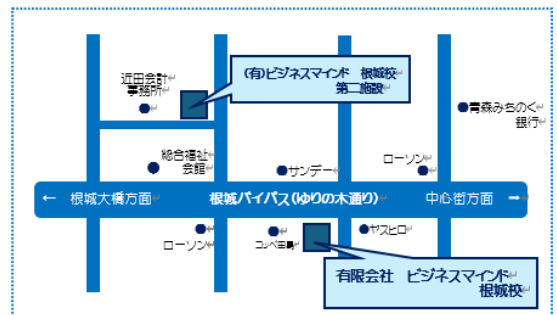 (有)ビジネスマインド 根城校
第二施設
近田会計
事務所
青森みちのく
銀行
総合福祉
会館
サンデー
ローソン
← 根城大橋方面
根城バイパス(ゆりの木通り)
中心街方面 →
ローソン
コッペ田島
ヤスヒロ
有限会社 ビジネスマインド
根城校